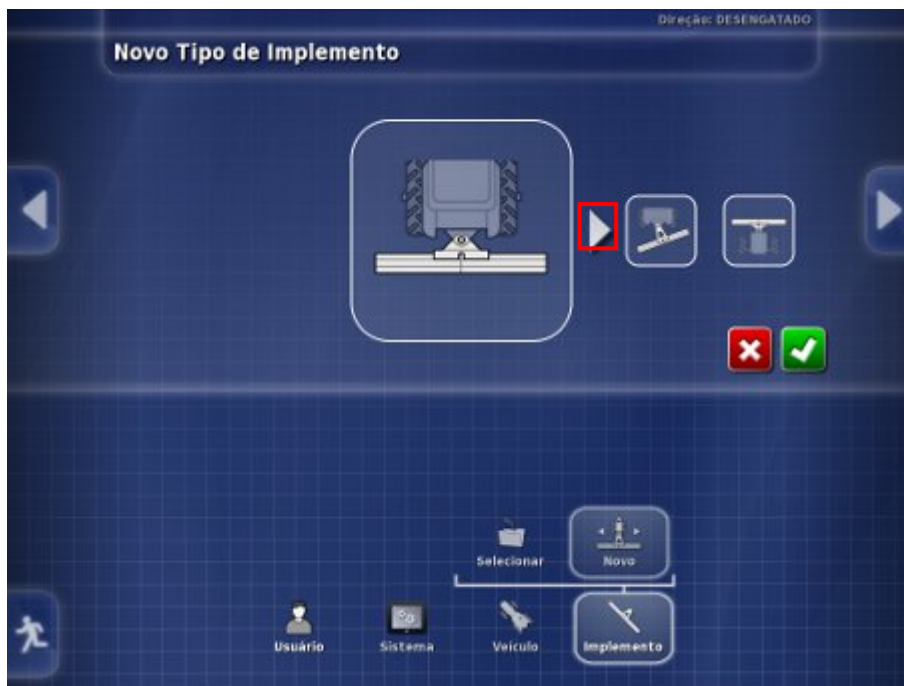 Direção: DESENGATADO
Novo Tipo de Implemento
Selecionar
Novo
Usuário
Sistema
Veículo
Implemento